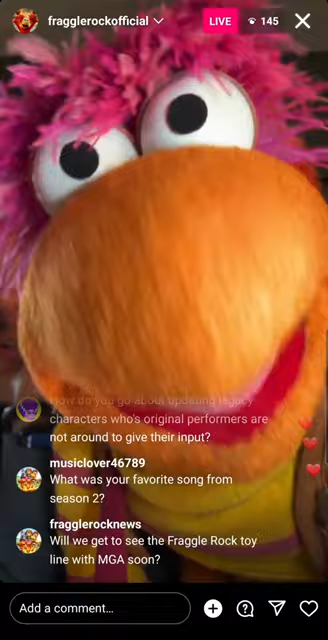 fragglerockofficial
LIVE
145
How do you go about updating legacy
characters who's original performers are
not around to give their input?
musiclover46789
What was your favorite song from
season 2?
fragglerocknews
Will we get to see the Fraggle Rock toy
line with MGA soon?
Add a comment...